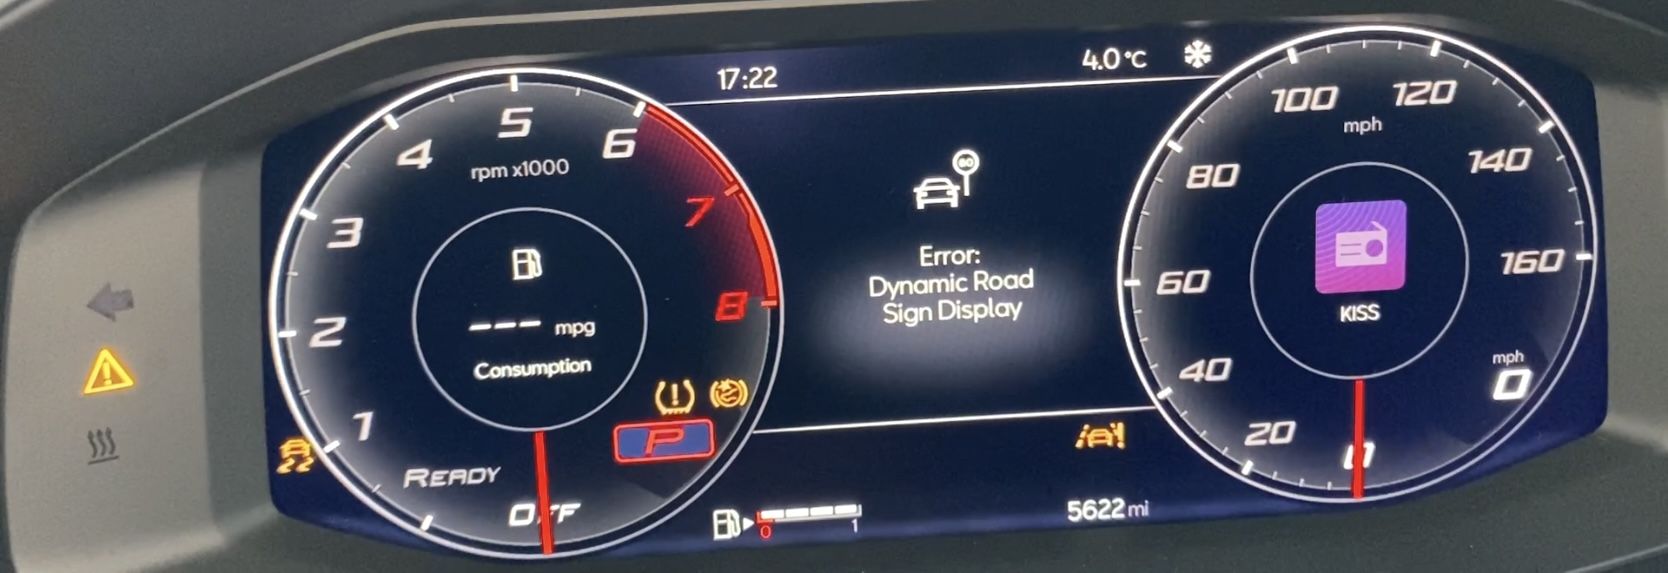 17:22
4.0°C
5
4
6
rpm x1000
3
7
2
8
--- mpg
Consumption
1
P
READY
OFF
60
Error:
Dynamic Road
Sign Display
0
1
5622 mi
100
120
mph
80
140
60
160
KISS
40
mph
0
20
0